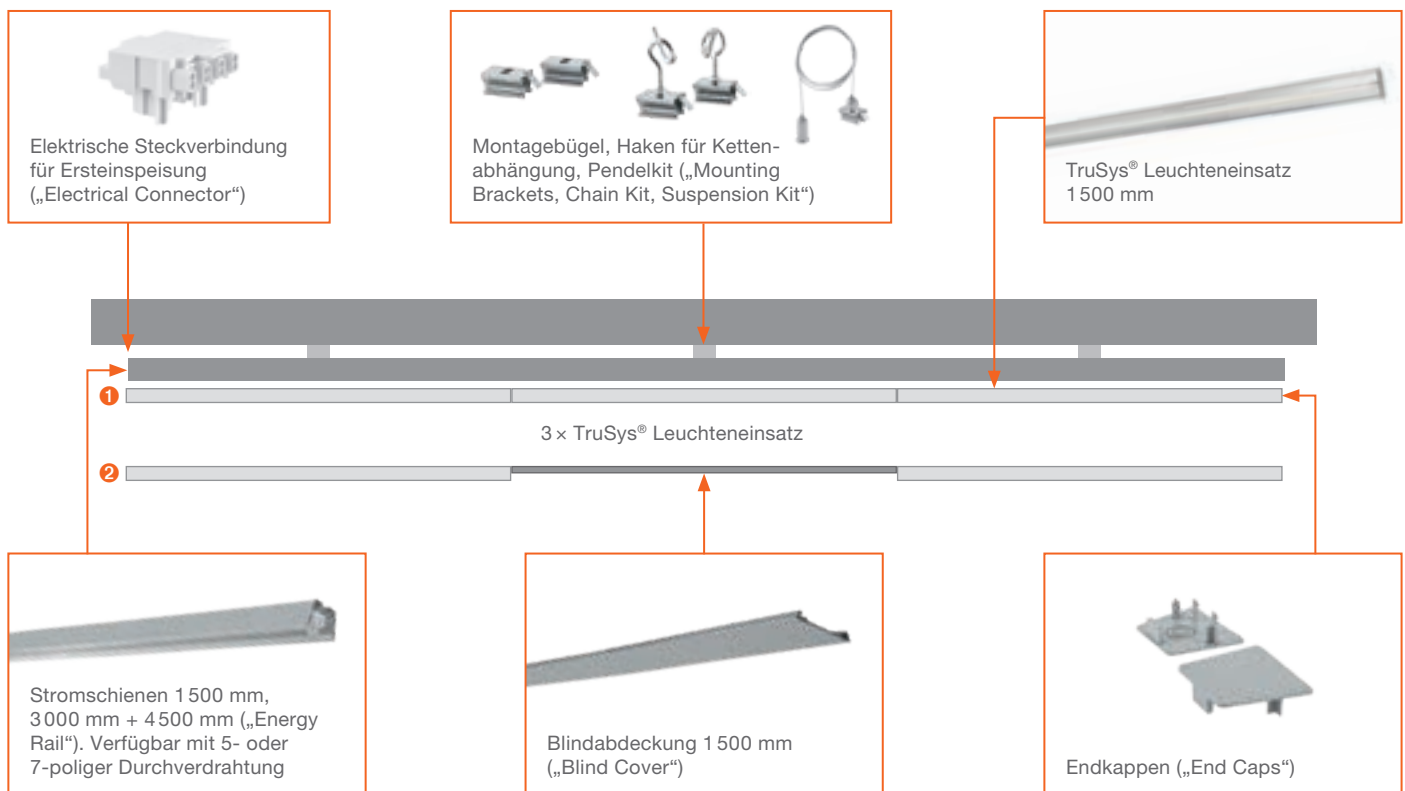 Elektrische Steckverbindung
für Ersteinspeisung
(„Electrical Connector“)
Montagebügel, Haken für Ketten-
abhängung, Pendelkit („Mounting
Brackets, Chain Kit, Suspension Kit“)
TruSys® Leuchteneinsatz
1500 mm
1
3 × TruSys® Leuchteneinsatz
2
Stromschienen 1500 mm,
3000 mm + 4500 mm („Energy
Rail“). Verfügbar mit 5- oder
7-poliger Durchverdrahtung
Blindabdeckung 1500 mm
(„Blind Cover“)
Endkappen („End Caps“)